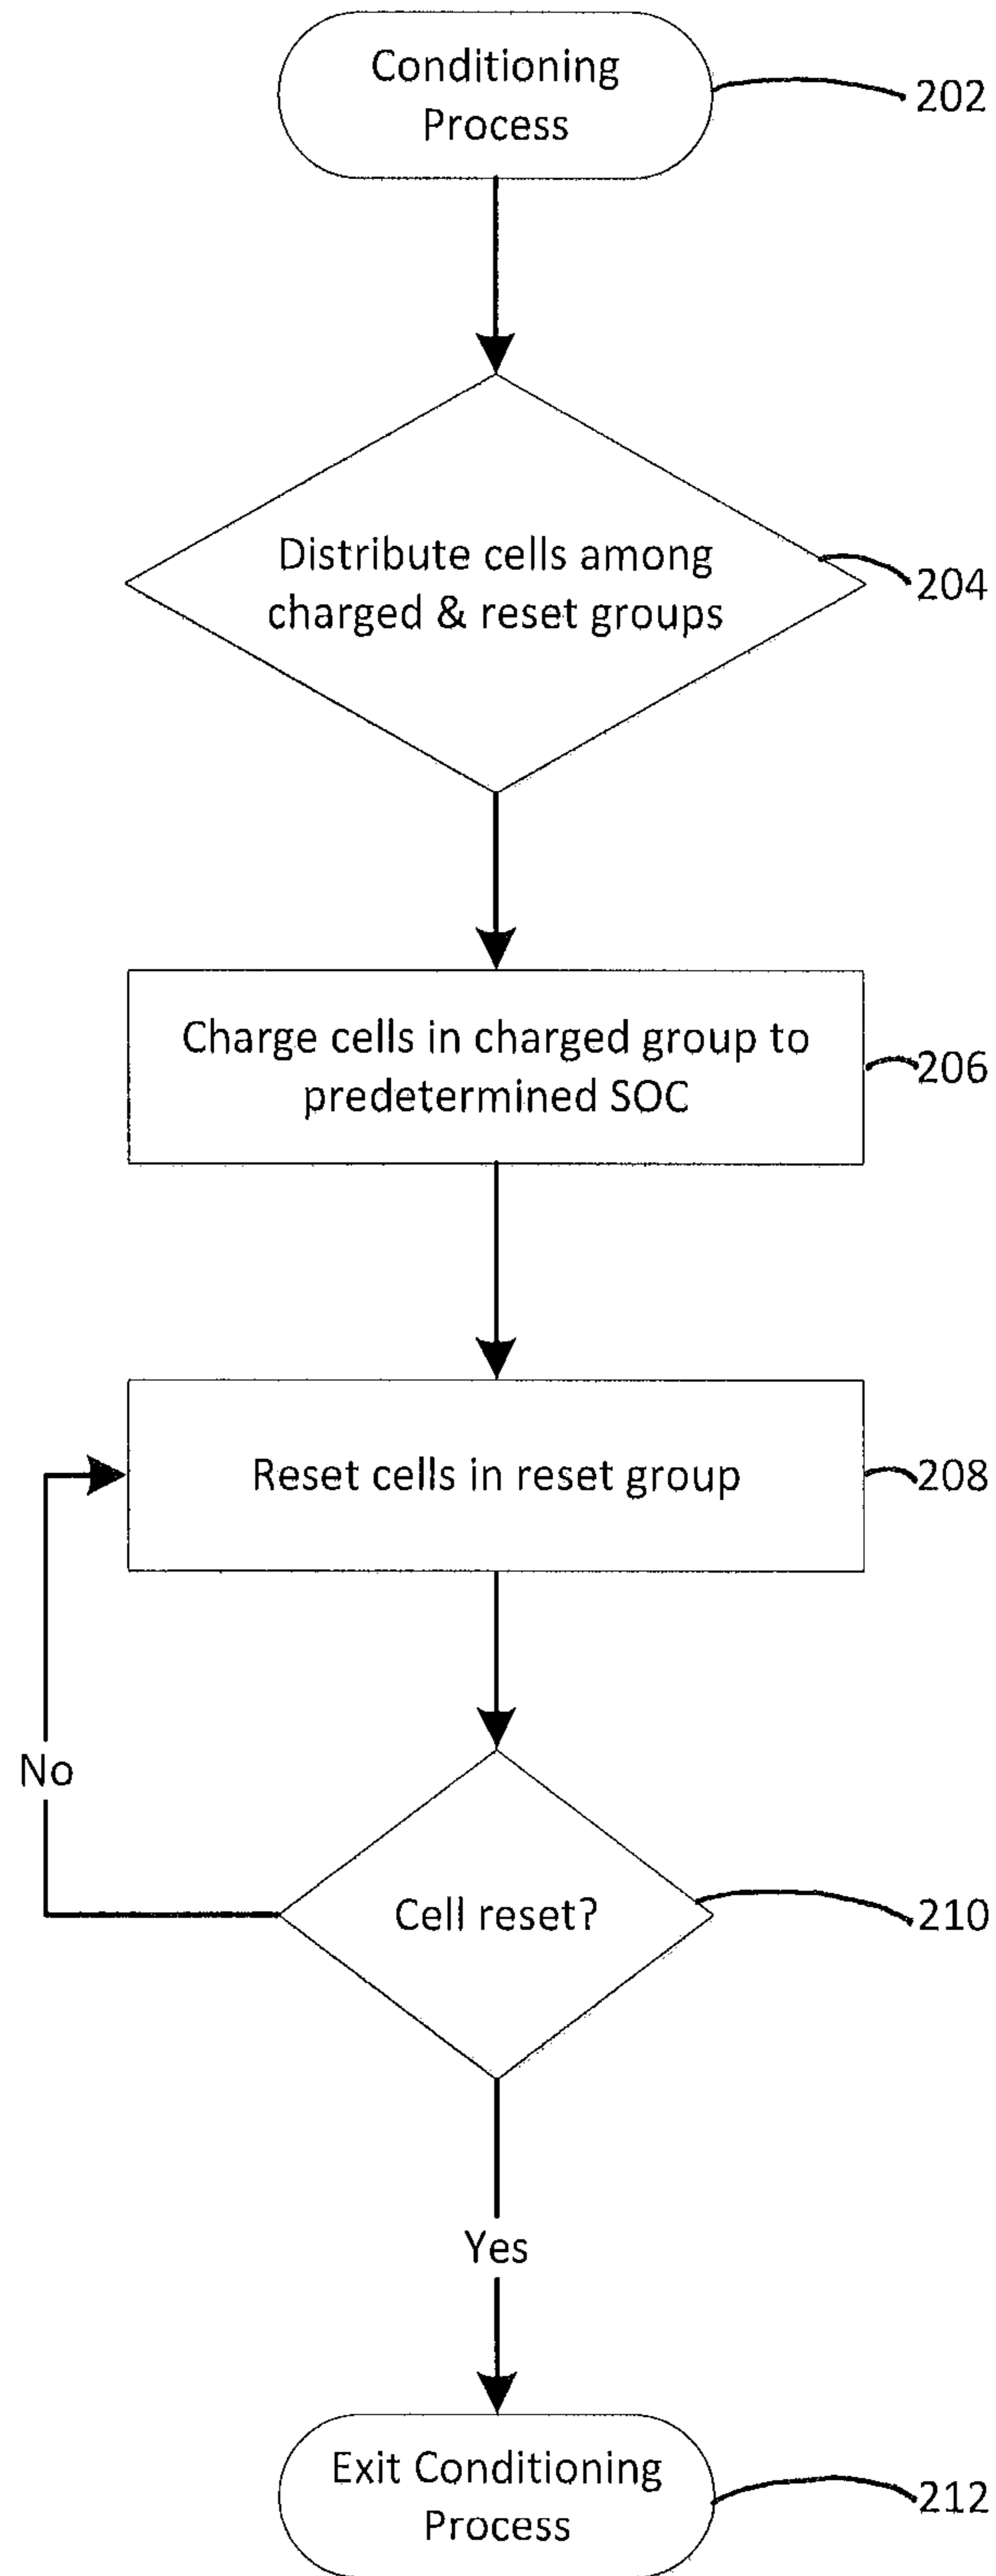 Conditioning
Process
202
Distribute cells among
charged & reset groups
204
Charge cells in charged group to
predetermined SOC
206
Reset cells in reset group
208
No
Cell reset?
210
Yes
Exit Conditioning
Process
212